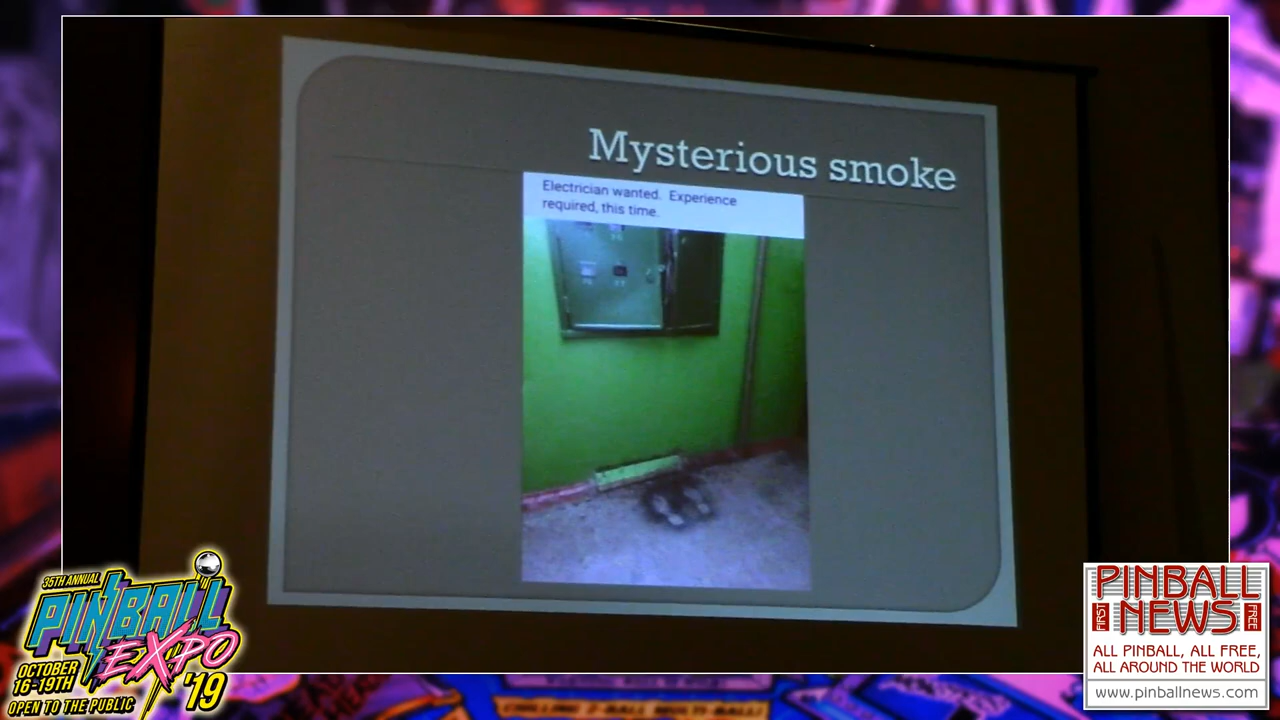 Mysterious smoke
Electrician wanted. Experience
required, this time.
35TH ANNUAL
PINBALL
EXPO
OCTOBER
16-19TH
'19
OPEN TO THE PUBLIC
PINBALL
FIRST
NEWS
FREE
ALL PINBALL, ALL FREE,
ALL AROUND THE WORLD
www.pinballnews.com